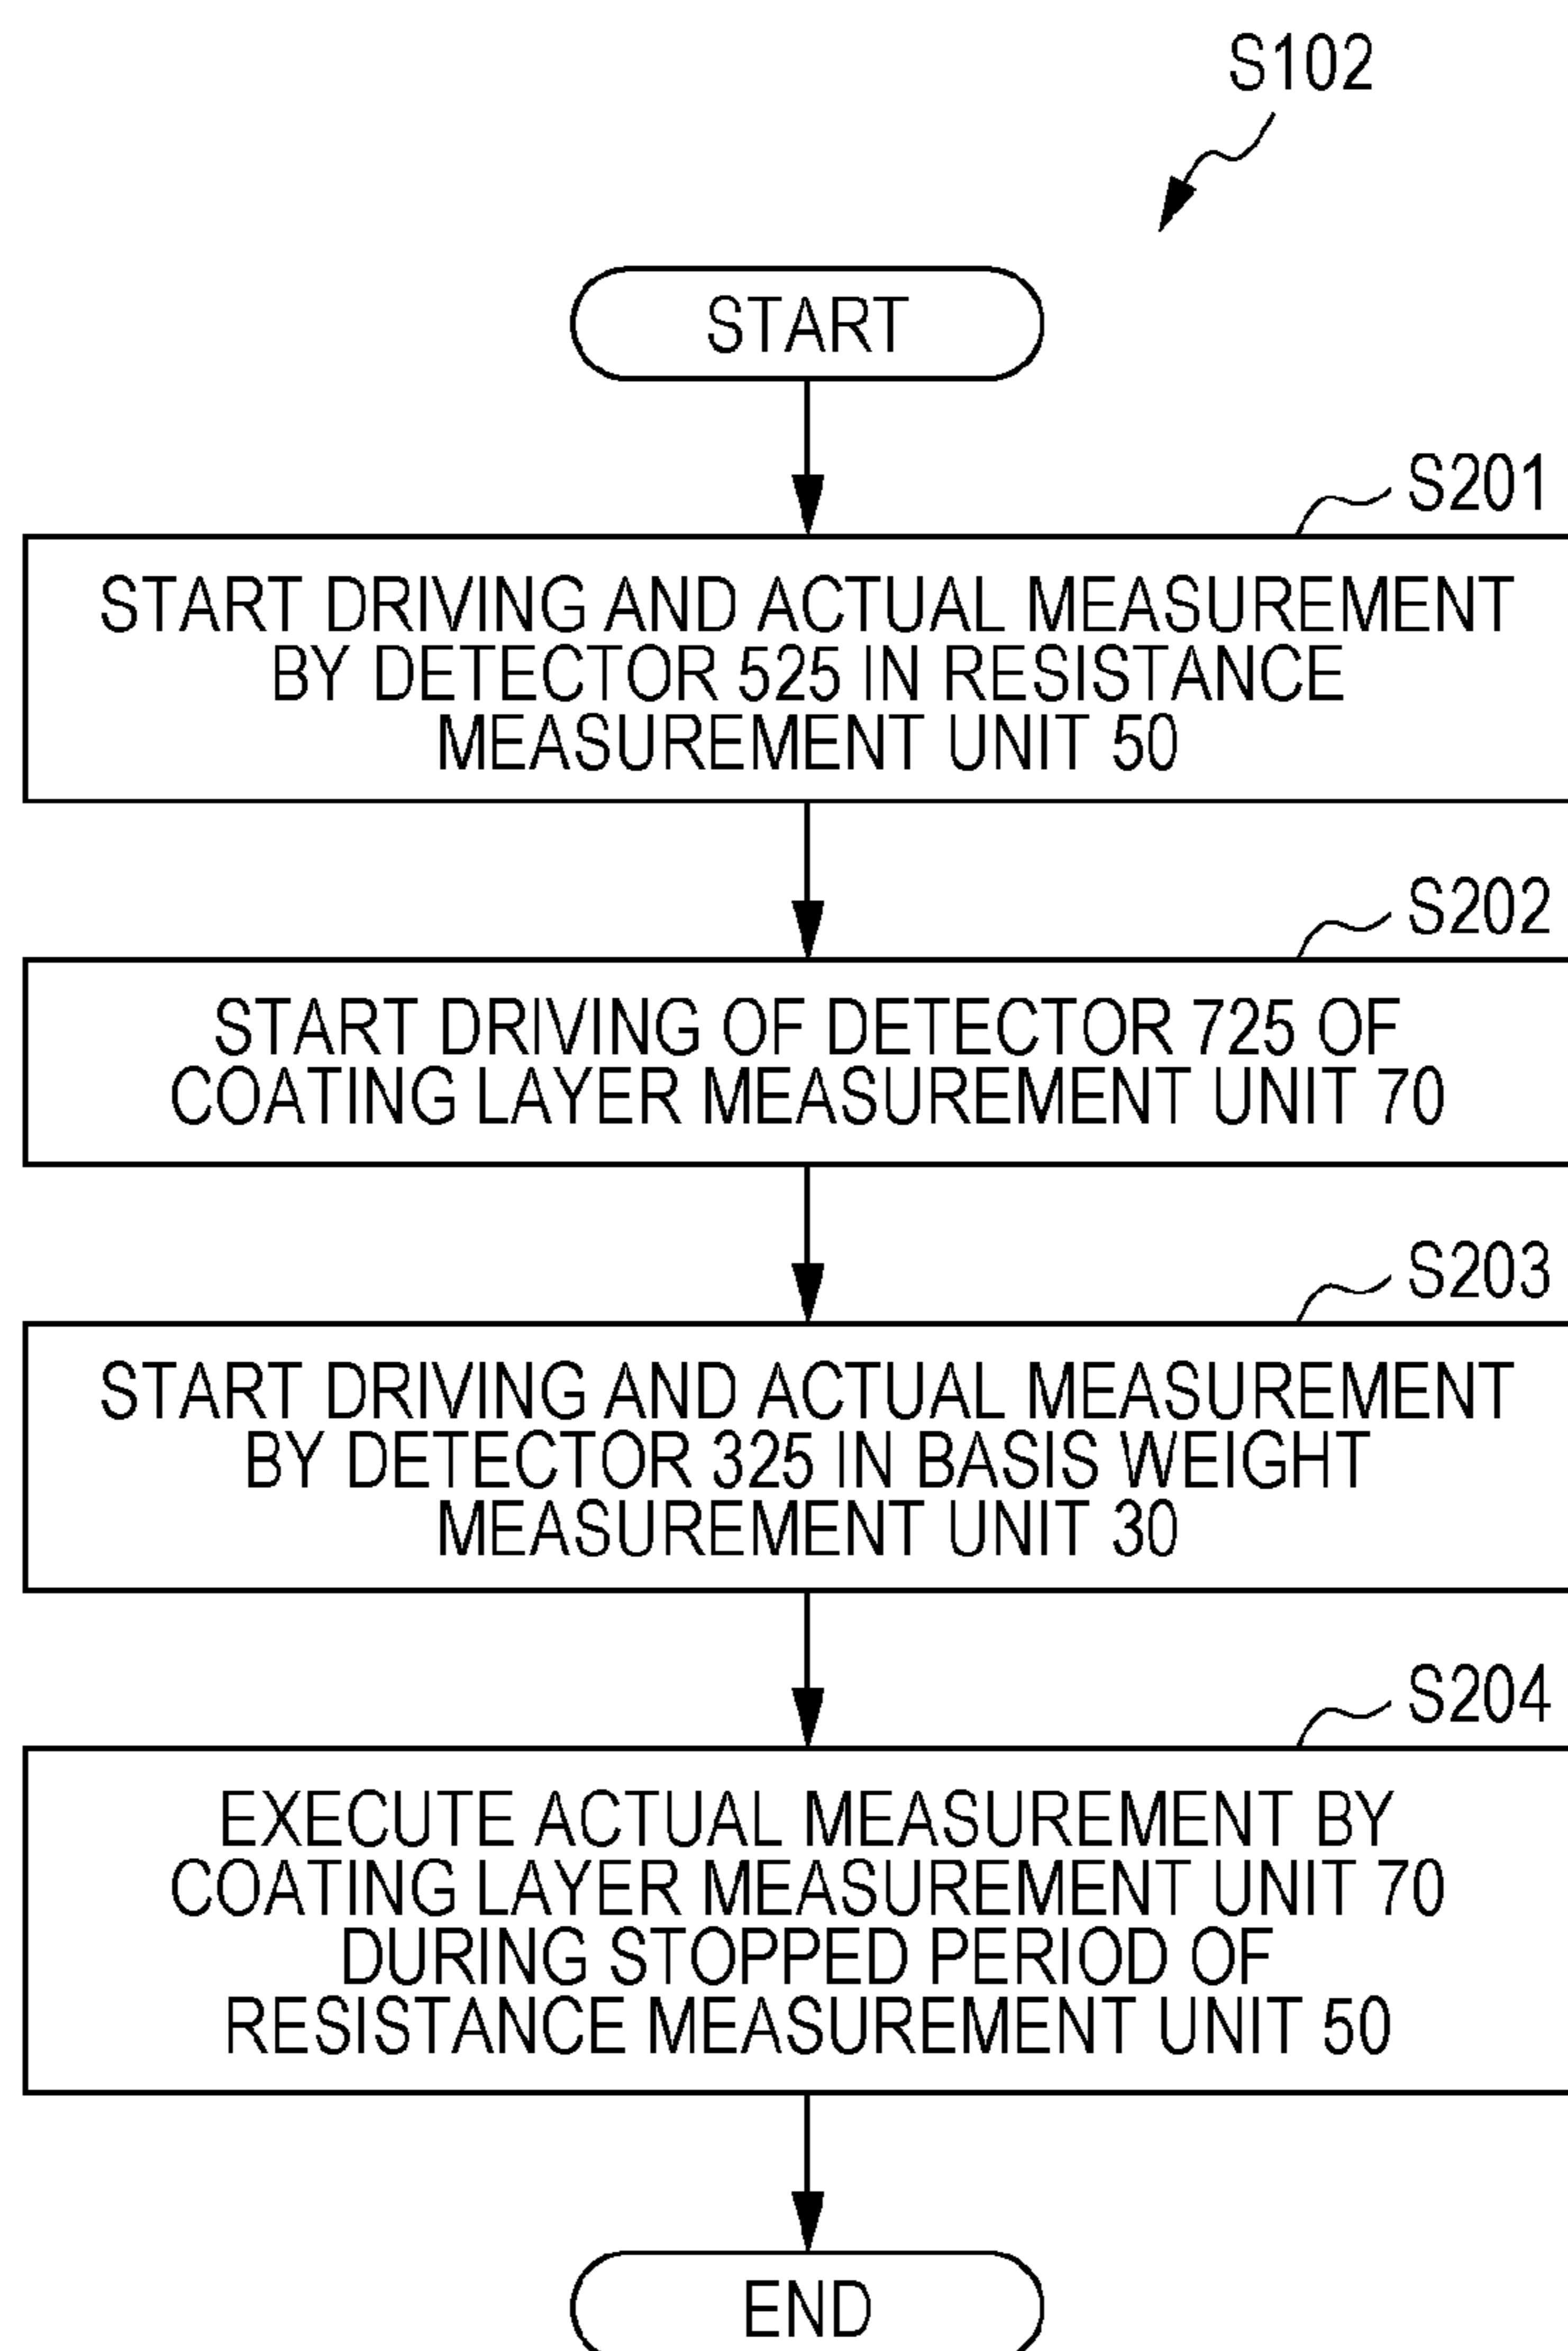 S102
START
S201
START DRIVING AND ACTUAL MEASUREMENT
BY DETECTOR 525 IN RESISTANCE
MEASUREMENT UNIT 50
S202
START DRIVING OF DETECTOR 725 OF
COATING LAYER MEASUREMENT UNIT 70
S203
START DRIVING AND ACTUAL MEASUREMENT
BY DETECTOR 325 IN BASIS WEIGHT
MEASUREMENT UNIT 30
S204
EXECUTE ACTUAL MEASUREMENT BY
COATING LAYER MEASUREMENT UNIT 70
DURING STOPPED PERIOD OF
RESISTANCE MEASUREMENT UNIT 50
END